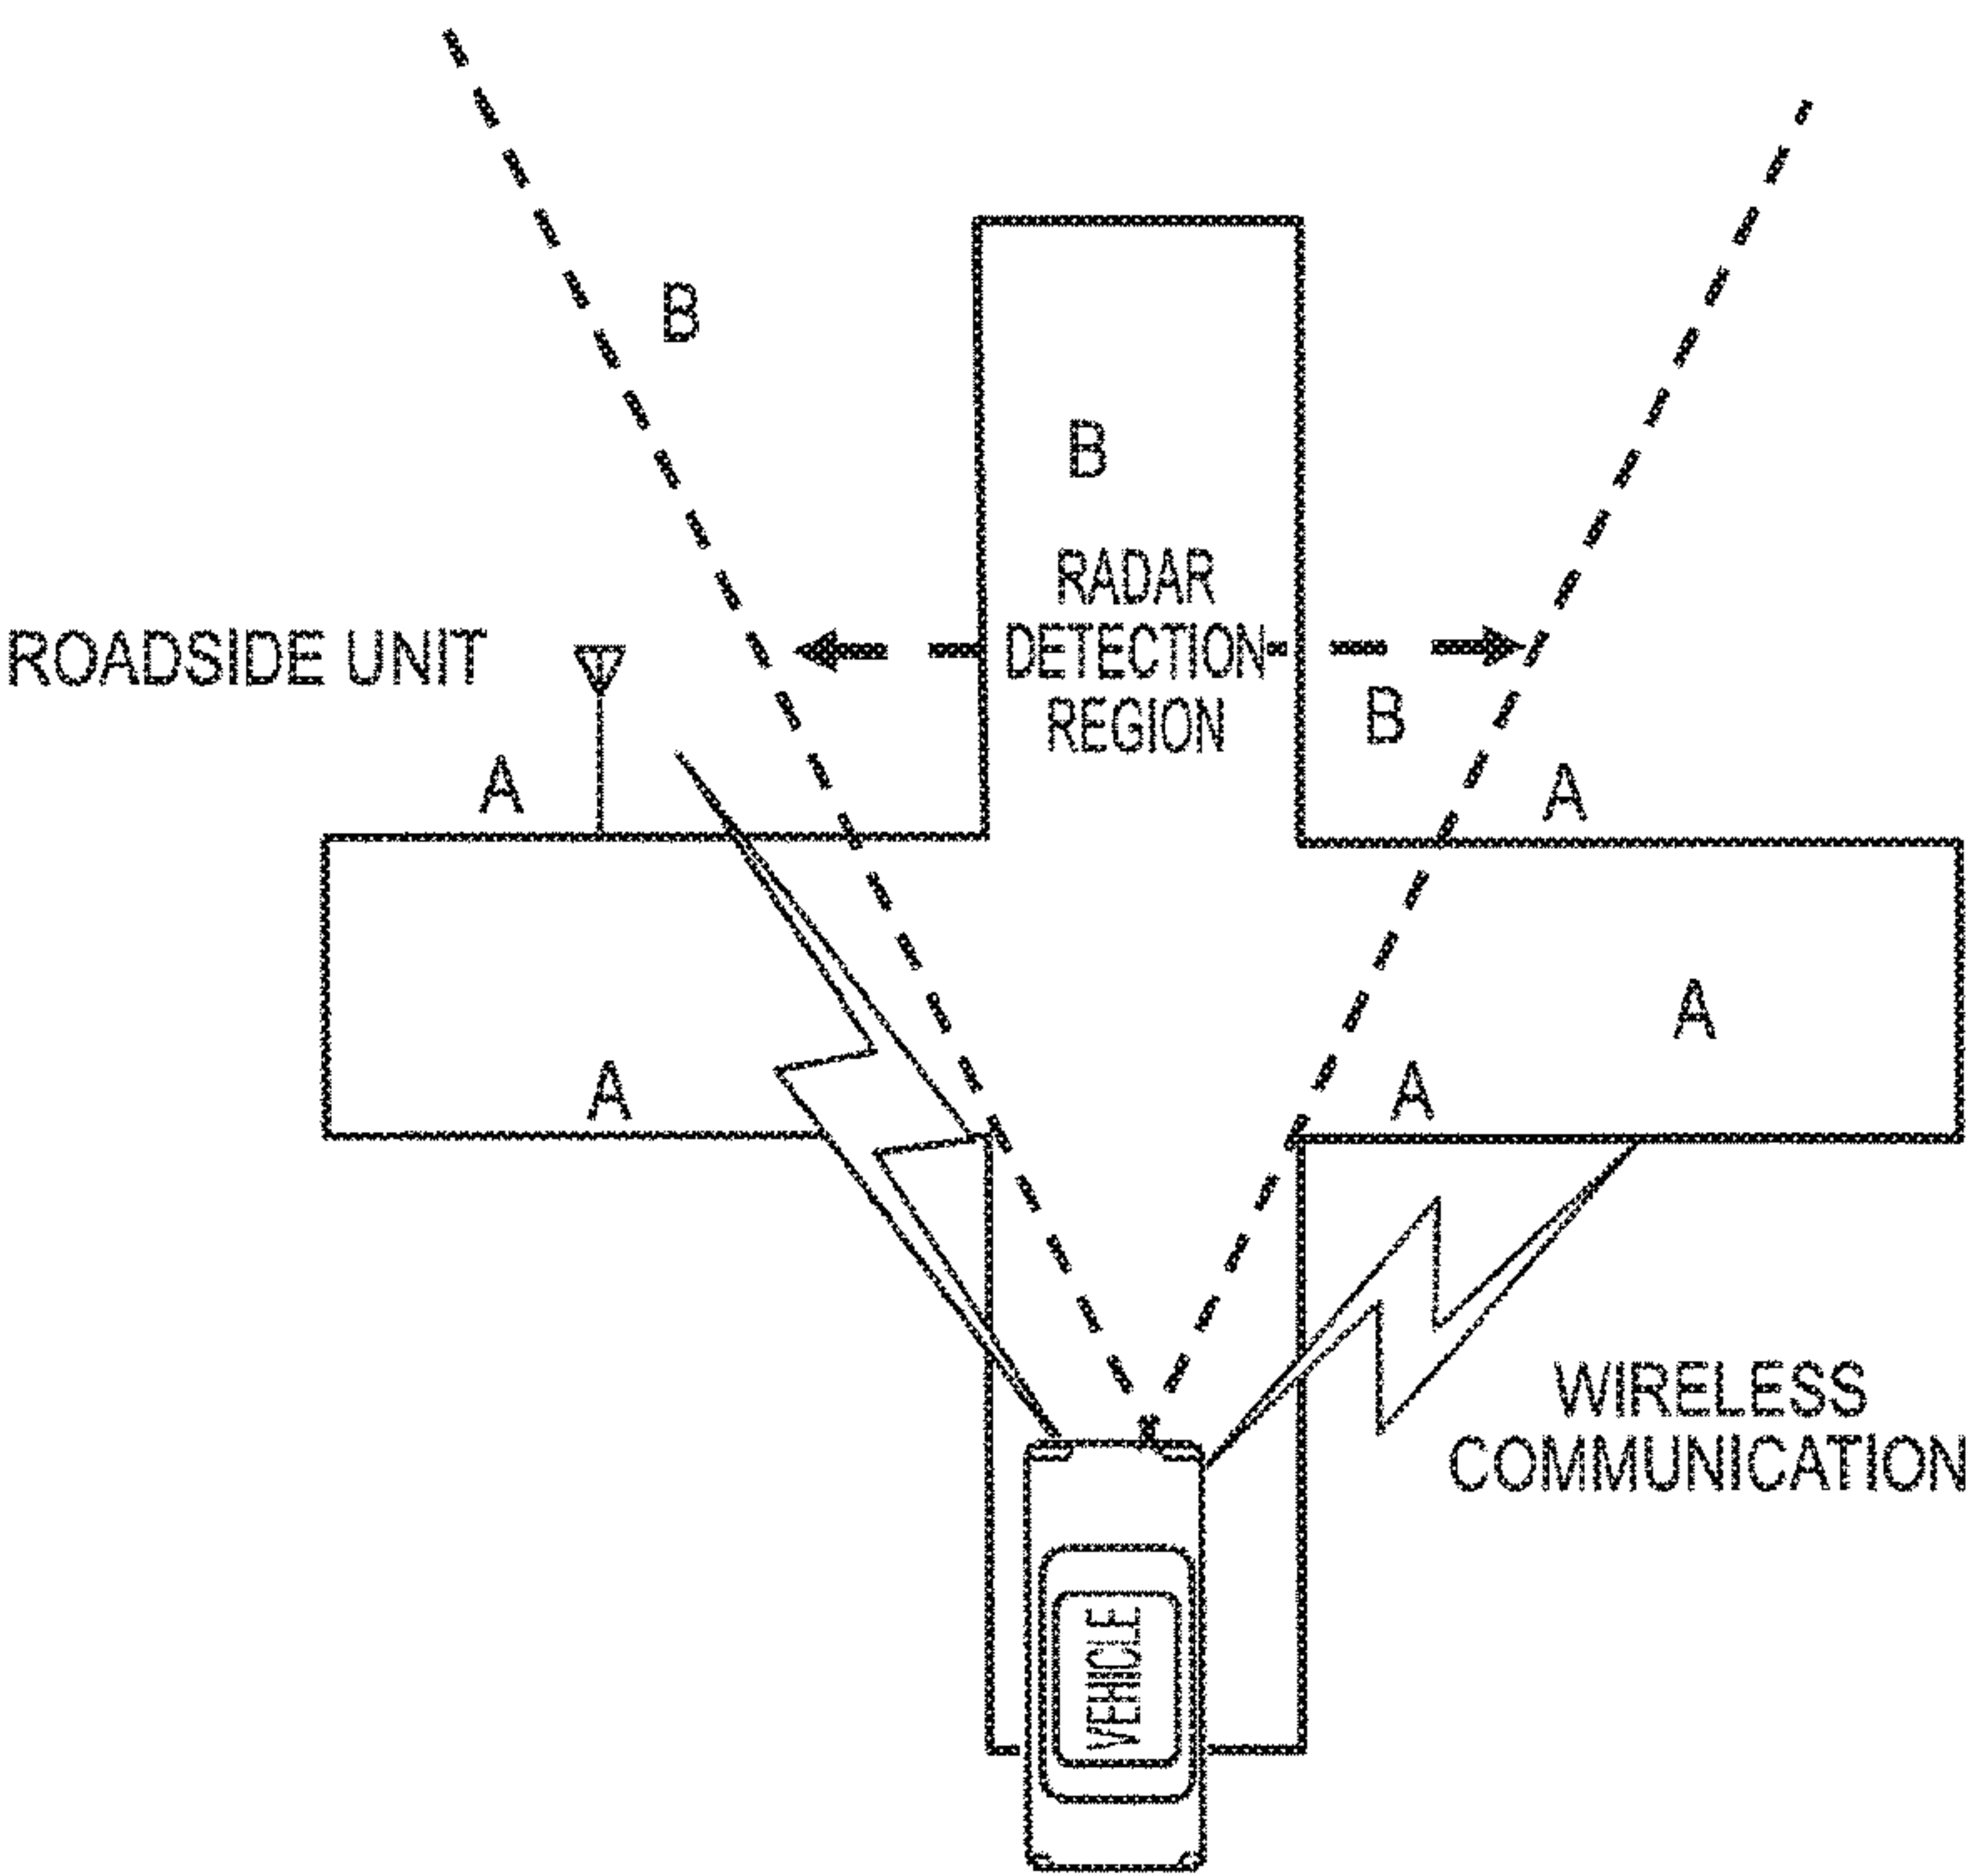 B
B
RADAR
DETECTION
REGION
ROADSIDE UNIT
B
A
A
A
A
A
WIRELESS
COMMUNICATION
VEHICLE